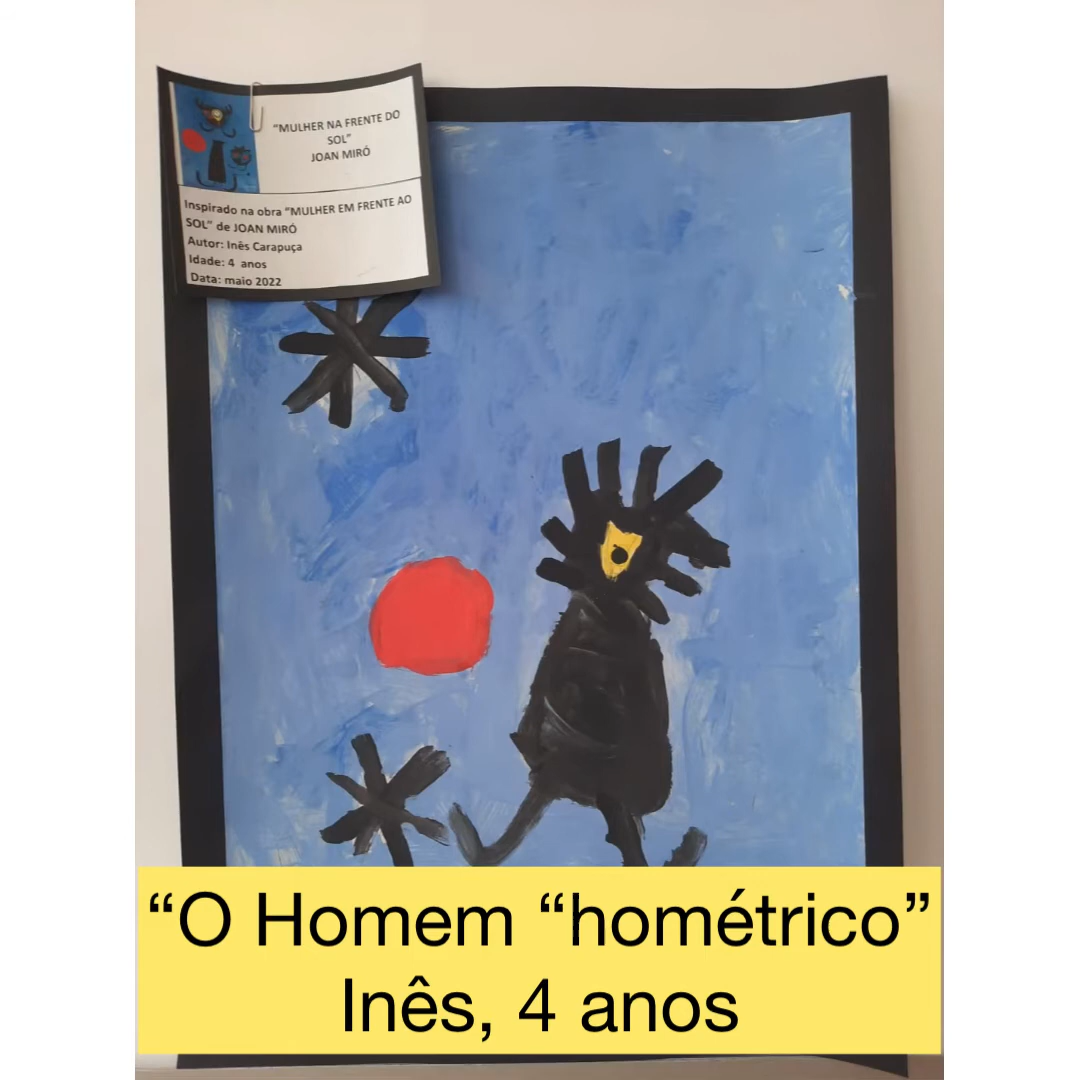 “MULHER NA FRENTE DO
SOL”
JOAN MIRÓ
Inspirado na obra “MULHER EM FRENTE AO
SOL” de JOAN MIRÓ
Autor: Inês Carapuça
Idade: 4 anos
Data: maio 2022
“O Homem “hométrico”
Inês, 4 anos